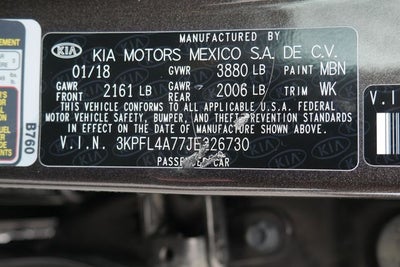 MANUFACTURED BY
KIA KIA MOTORS MEXICO S.A. DE C.V.
01/18 GVWR 3880 LB PAINT MBN
GAWR FRONT 2161 LB GAWR REAR 2006 LB TRIM WK
THIS VEHICLE CONFORMS TO ALL APPLICABLE U.S.A. FEDERAL
MOTOR VEHICLE SAFETY, BUMPER, AND THEFT PREVENTION STANDARDS
IN EFFECT ON THE DATE OF MANUFACTURE SHOWN ABOVE.
V.I.N. 3KPFL4A77JE326730
PASSENGER CAR
B760
V.I